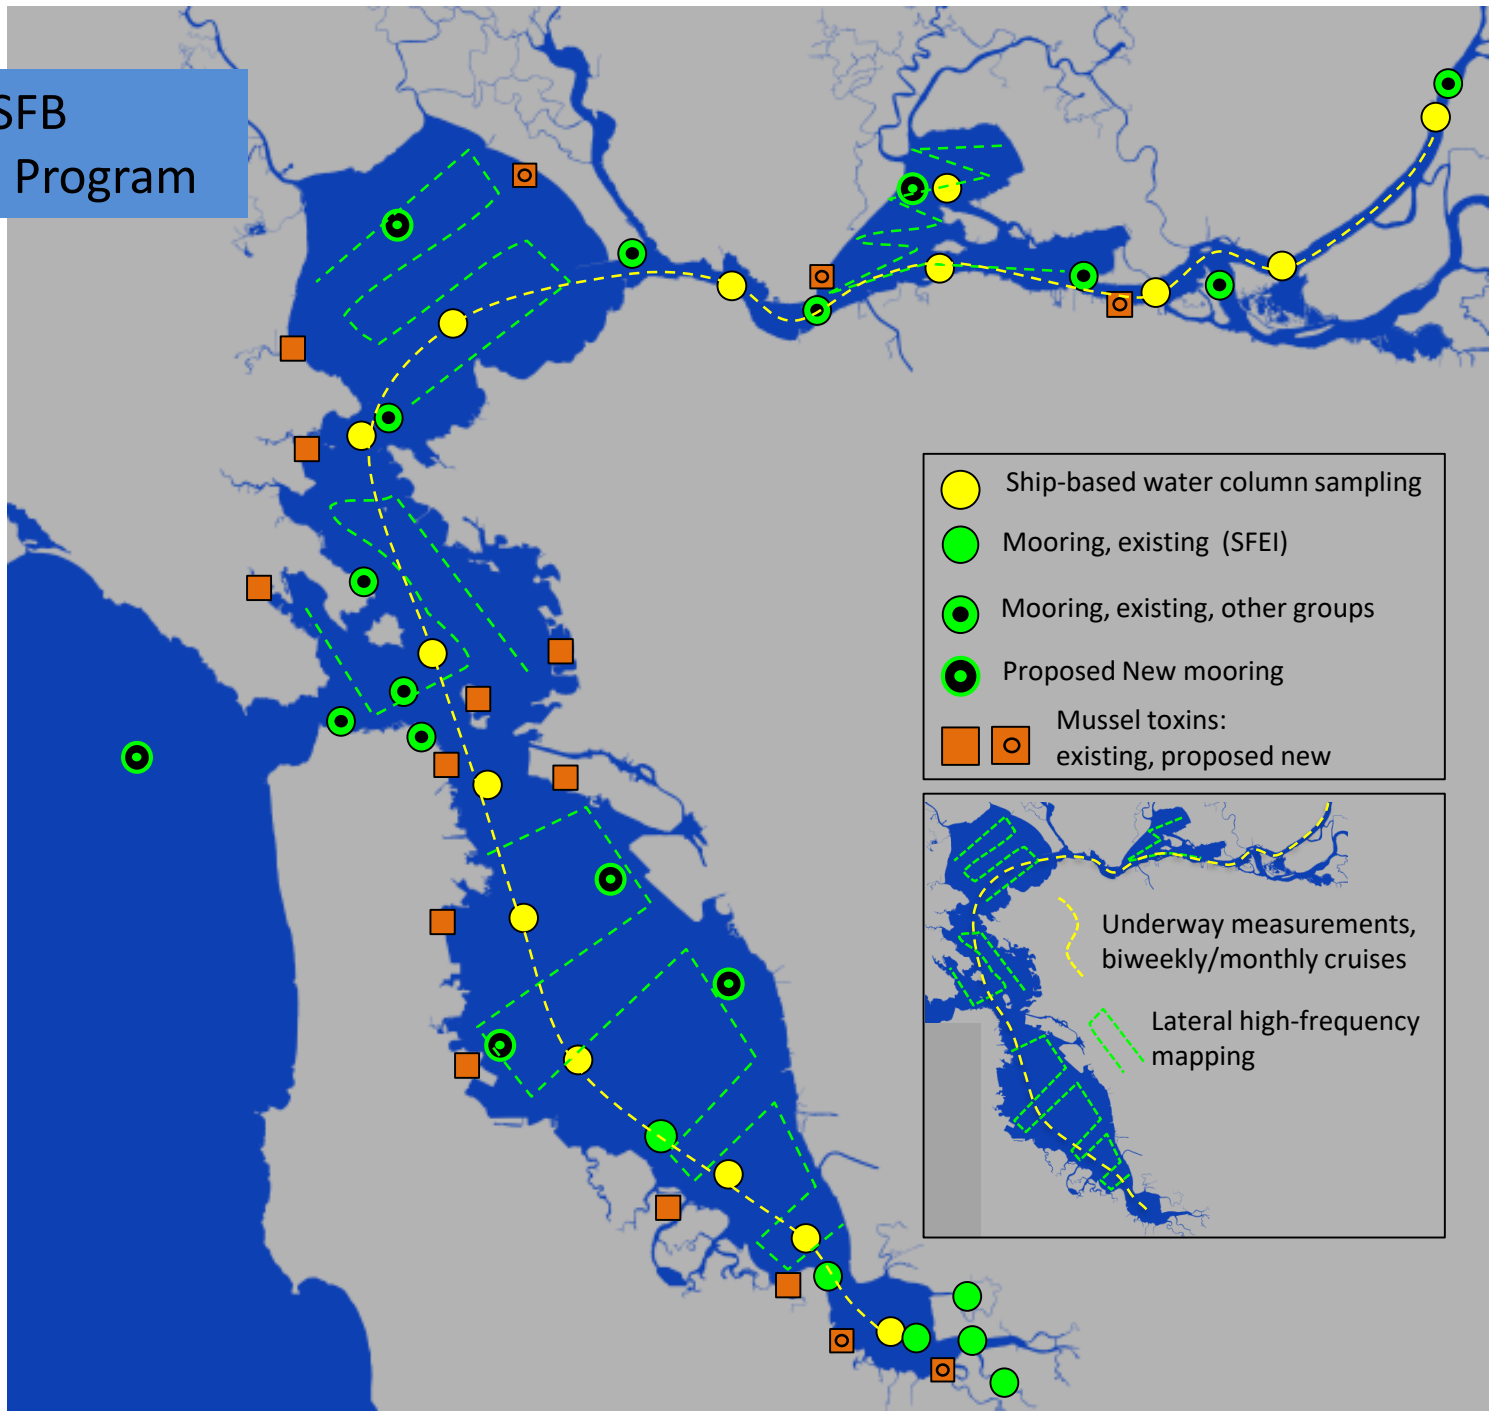 SFB
Program
Ship-based water column sampling
Mooring, existing (SFEI)
Mooring, existing, other groups
Proposed New mooring
Mussel toxins:
existing, proposed new
Underway measurements,
biweekly/monthly cruises
Lateral high-frequency
mapping